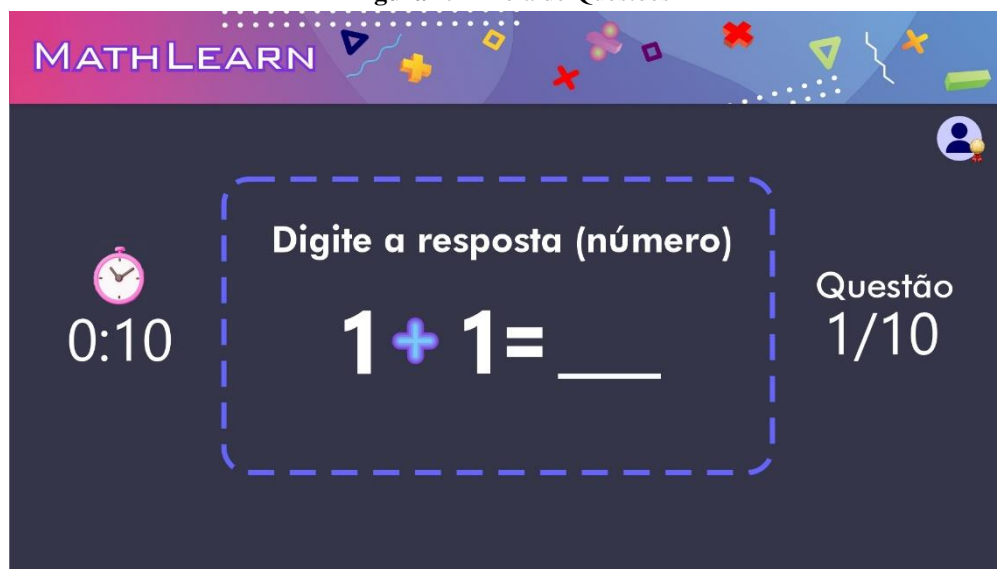 MATHLEARN
Digite a resposta (número)
0:10
1 + 1 = ___
Questão
1/10